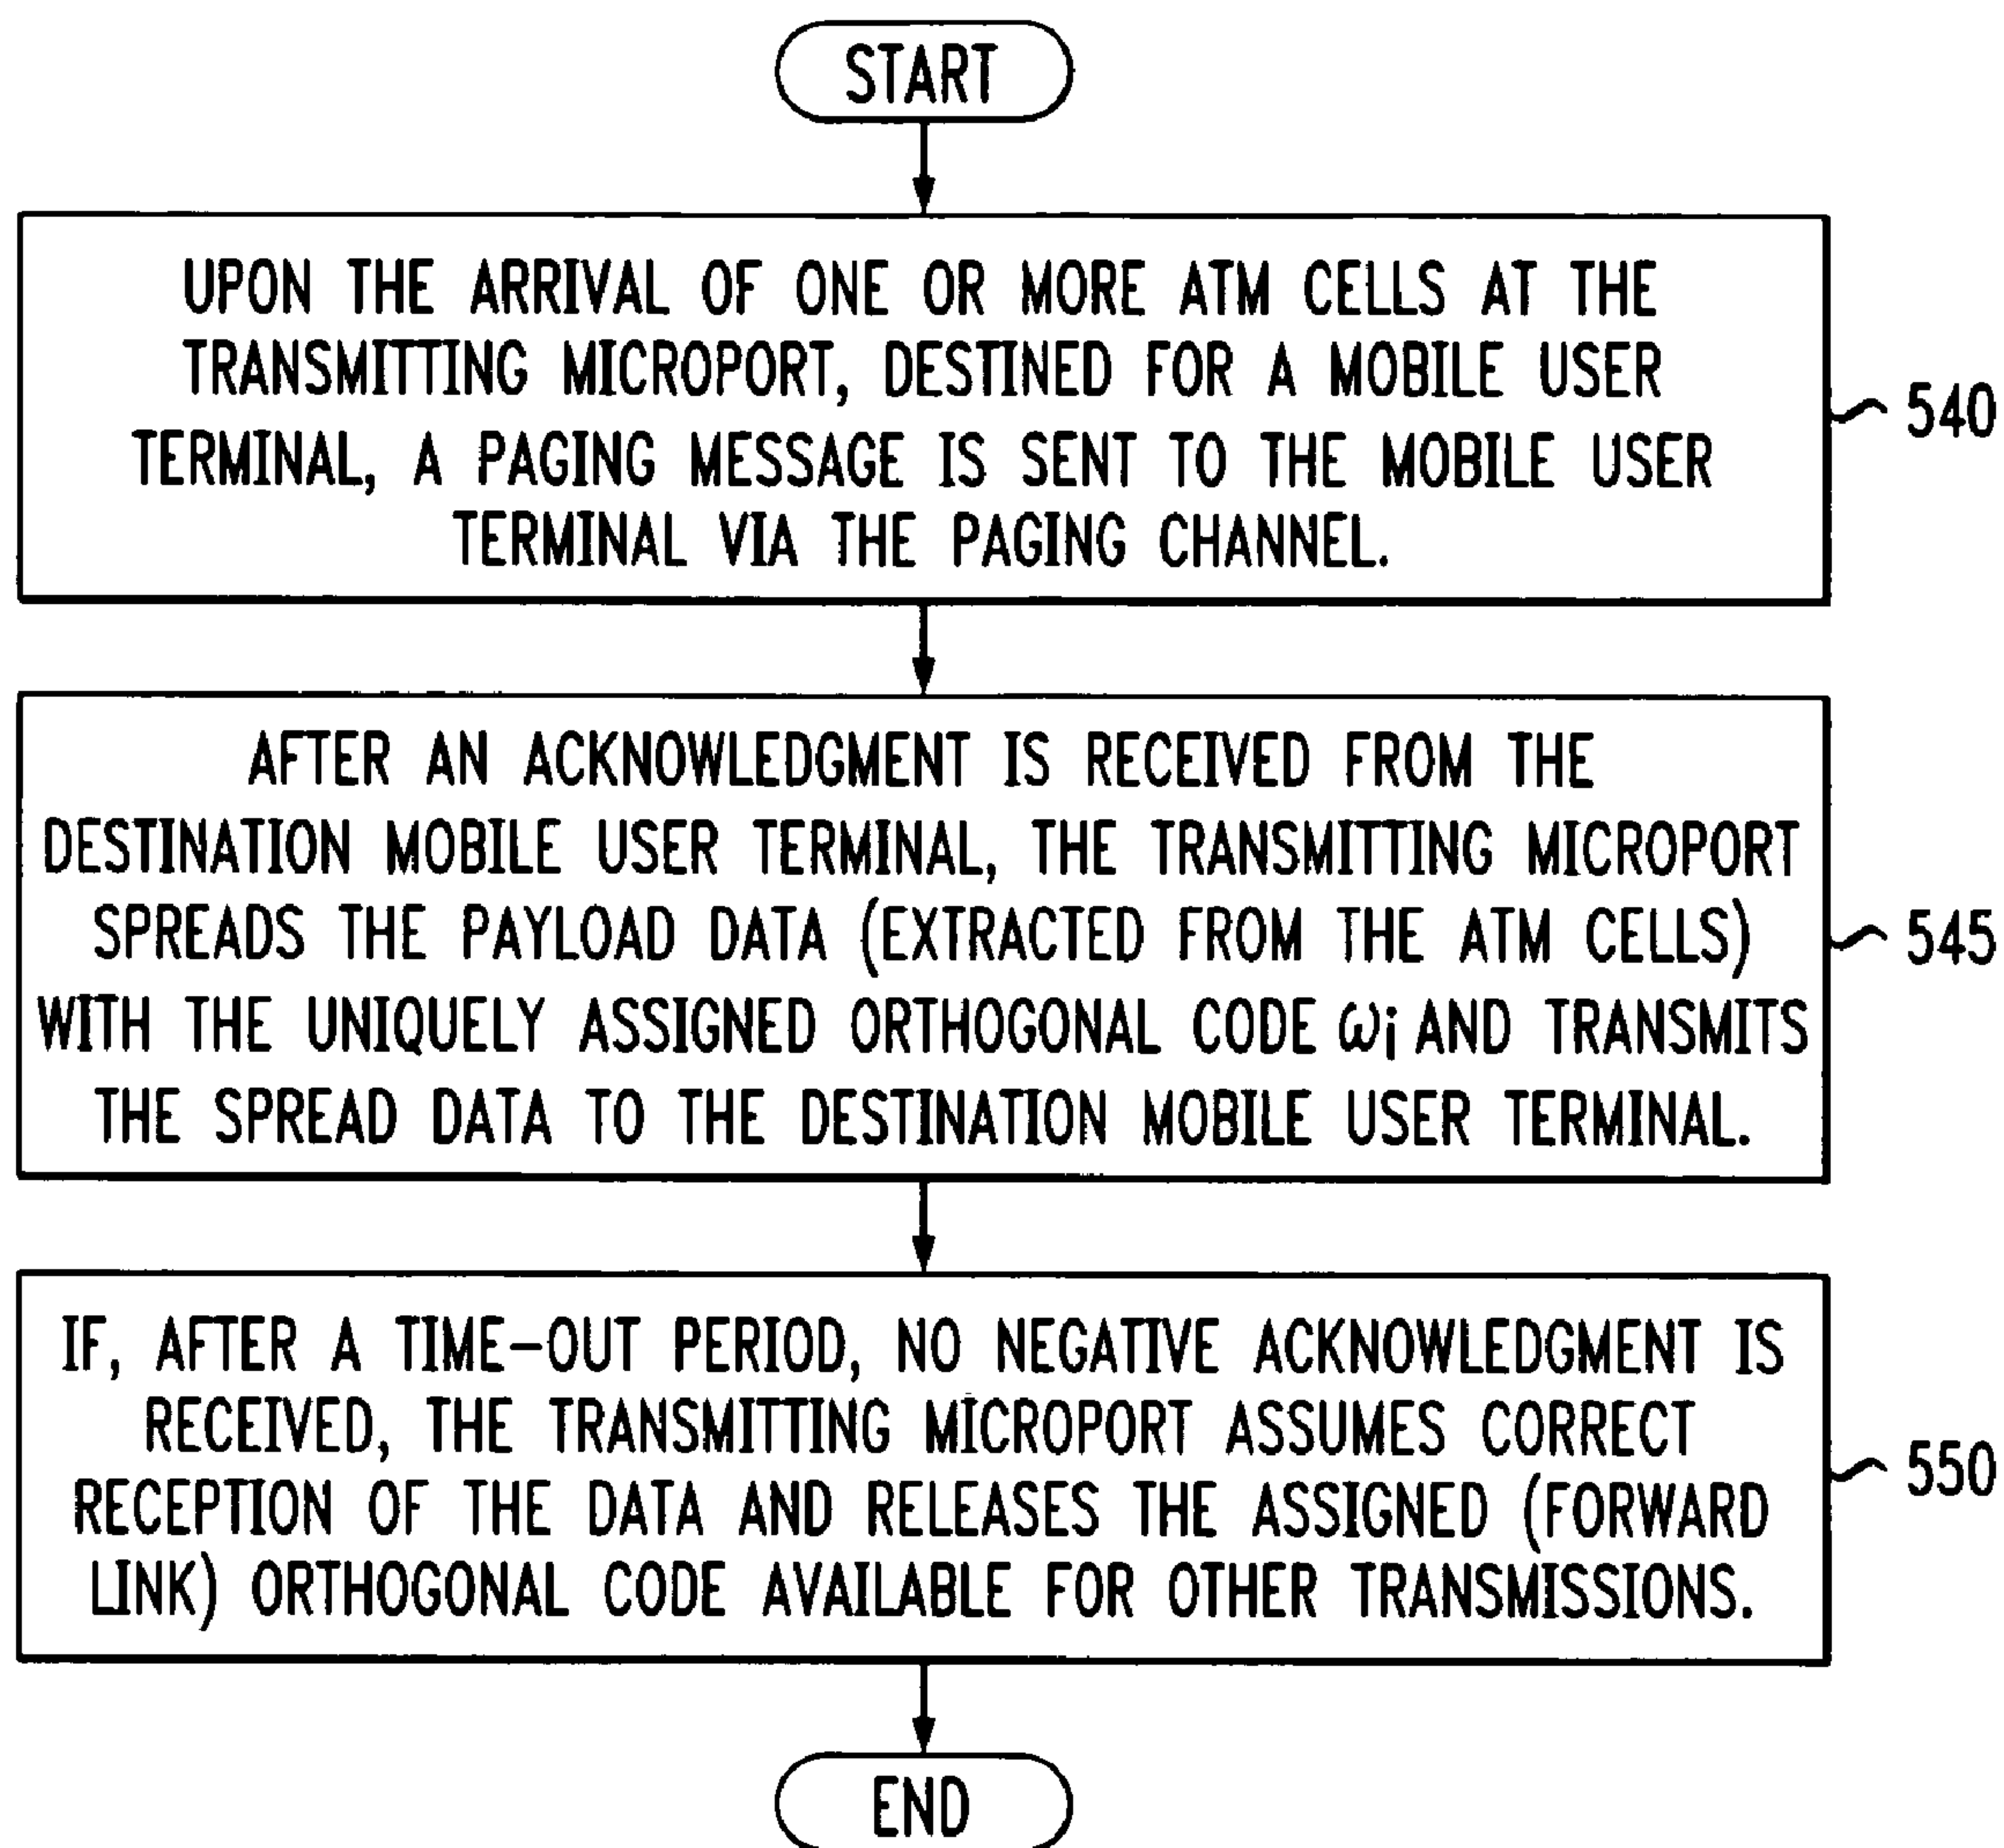 START
UPON THE ARRIVAL OF ONE OR MORE ATM CELLS AT THE
TRANSMITTING MICROPORT, DESTINED FOR A MOBILE USER
TERMINAL, A PAGING MESSAGE IS SENT TO THE MOBILE USER
TERMINAL VIA THE PAGING CHANNEL.
540
AFTER AN ACKNOWLEDGMENT IS RECEIVED FROM THE
DESTINATION MOBILE USER TERMINAL, THE TRANSMITTING MICROPORT
SPREADS THE PAYLOAD DATA (EXTRACTED FROM THE ATM CELLS)
WITH THE UNIQUELY ASSIGNED ORTHOGONAL CODE ωi AND TRANSMITS
THE SPREAD DATA TO THE DESTINATION MOBILE USER TERMINAL.
545
IF, AFTER A TIME-OUT PERIOD, NO NEGATIVE ACKNOWLEDGMENT IS
RECEIVED, THE TRANSMITTING MICROPORT ASSUMES CORRECT
RECEPTION OF THE DATA AND RELEASES THE ASSIGNED (FORWARD
LINK) ORTHOGONAL CODE AVAILABLE FOR OTHER TRANSMISSIONS.
550
END